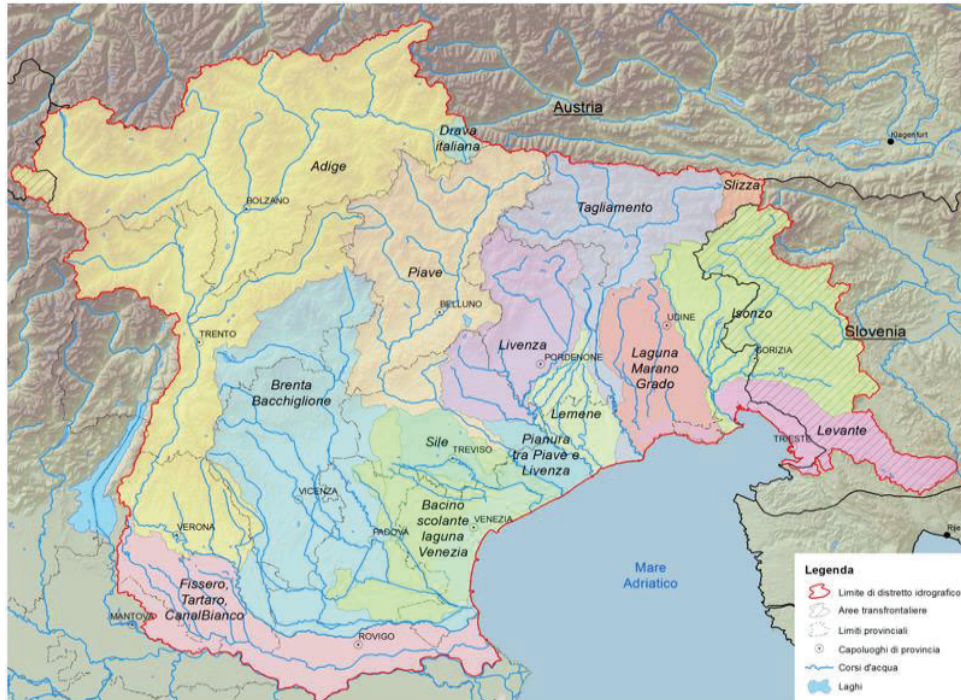 Austria
Klagenfurt
Drava
italiana
Adige
Slizza
BOLZANO
Tagliamento
Piave
BELLUNO
Isonzo
UDINE
Slovenia
TRENTO
Livenza
PORDENONE
Laguna
Marano
Grado
GORIZIA
Brenta
Bacchiglione
Lemene
Levante
Sile
TREVISO
Pianura
tra Piave e
Livenza
TRIESTE
VICENZA
Bacino
scolante
laguna
Venezia
VENEZIA
PADOVA
VERONA
Rije
Mare
Adriatico
Fissero,
Tartaro,
CanalBianco
MANTOVA
ROVIGO
Legenda
Limite di distretto idrografico
Aree transfrontaliere
Limiti provinciali
Capoluoghi di provincia
Corsi d'acqua
Laghi